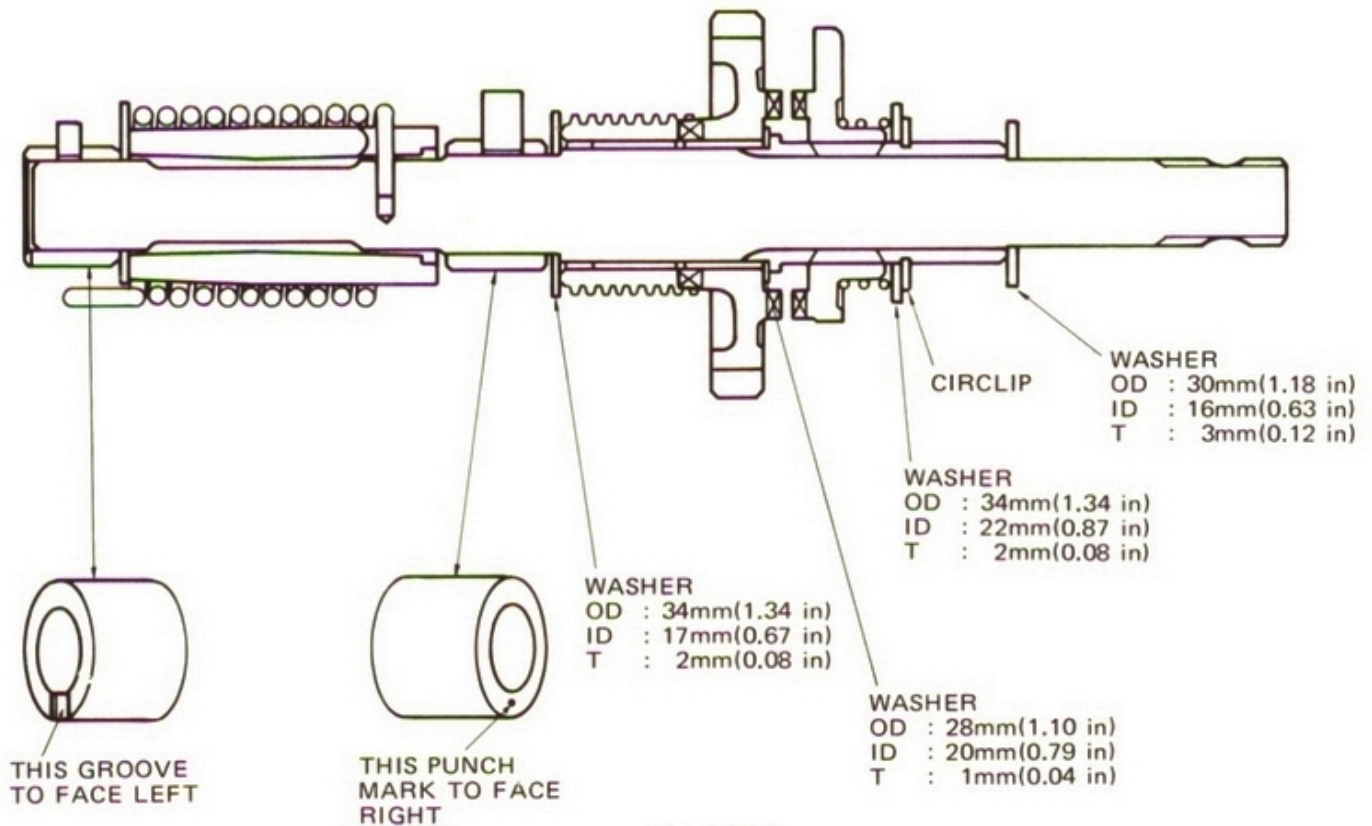 CIRCLIP
WASHER
OD : 30mm(1.18 in)
ID : 16mm(0.63 in)
T : 3mm(0.12 in)
WASHER
OD : 34mm(1.34 in)
ID : 22mm(0.87 in)
T : 2mm(0.08 in)
WASHER
OD : 34mm(1.34 in)
ID : 17mm(0.67 in)
T : 2mm(0.08 in)
WASHER
OD : 28mm(1.10 in)
ID : 20mm(0.79 in)
T : 1mm(0.04 in)
THIS GROOVE
TO FACE LEFT
THIS PUNCH
MARK TO FACE
RIGHT